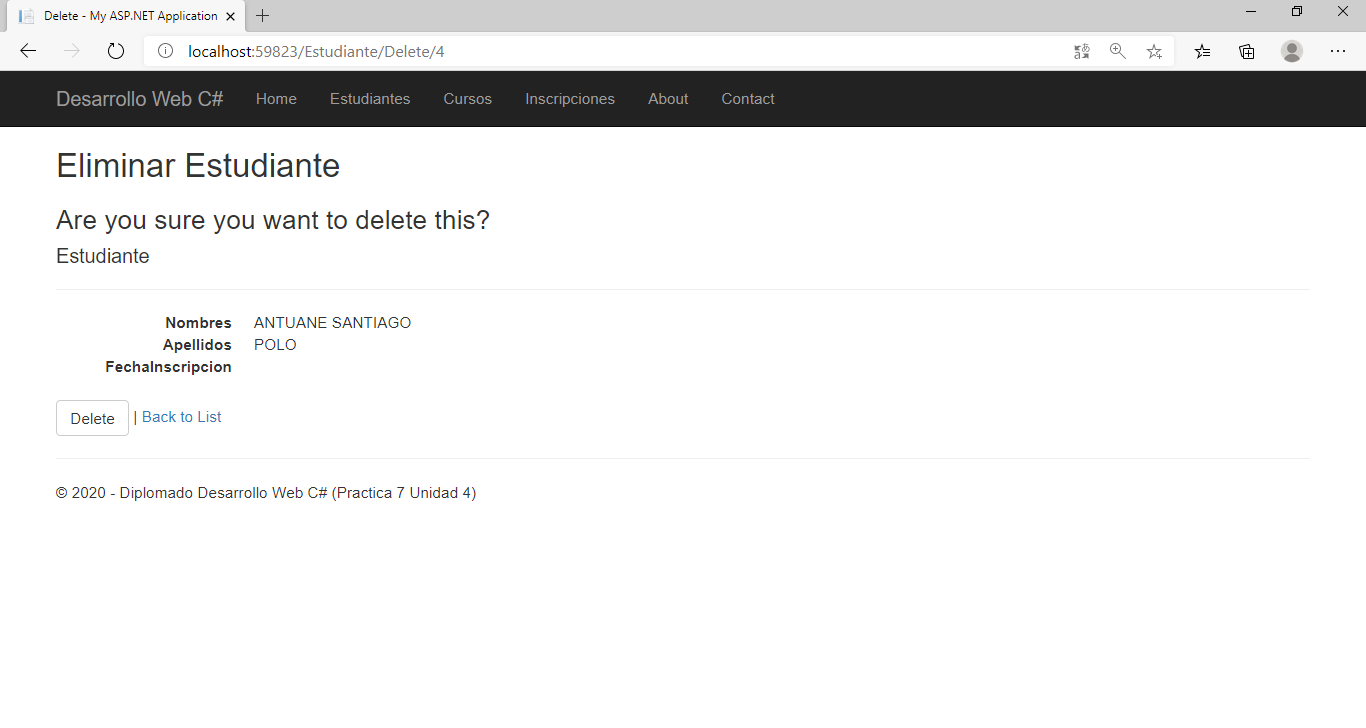 Delete - My ASP.NET Application
localhost:59823/Estudiante/Delete/4
Desarrollo Web C# Home Estudiantes Cursos Inscripciones About Contact
Eliminar Estudiante
Are you sure you want to delete this?
Estudiante
Nombres ANTUANE SANTIAGO
Apellidos POLO
FechaInscripcion
Delete | Back to List
© 2020 - Diplomado Desarrollo Web C# (Practica 7 Unidad 4)